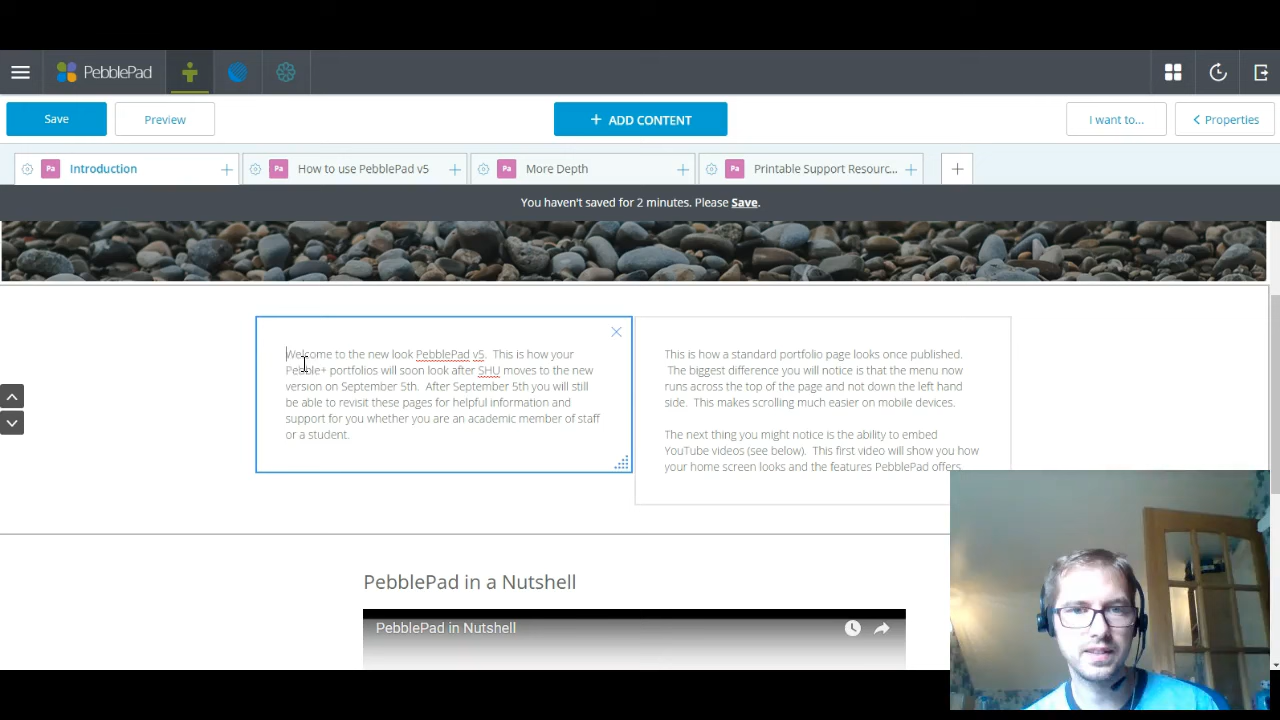 PebblePad
Save
Preview
+ ADD CONTENT
I want to...
Properties
Pa Introduction
Pa How to use PebblePad v5
Pa More Depth
Pa Printable Support Resourc...
You haven't saved for 2 minutes. Please Save.
Welcome to the new look PebblePad v5. This is how your
Pebble+ portfolios will soon look after SHU moves to the new
version on September 5th. After September 5th you will still
be able to revisit these pages for helpful information and
support for you whether you are an academic member of staff
or a student.
This is how a standard portfolio page looks once published.
The biggest difference you will notice is that the menu now
runs across the top of the page and not down the left hand
side. This makes scrolling much easier on mobile devices.
The next thing you might notice is the ability to embed
YouTube videos (see below). This first video will show you how
your home screen looks and the features PebblePad offers
PebblePad in a Nutshell
PebblePad in Nutshell